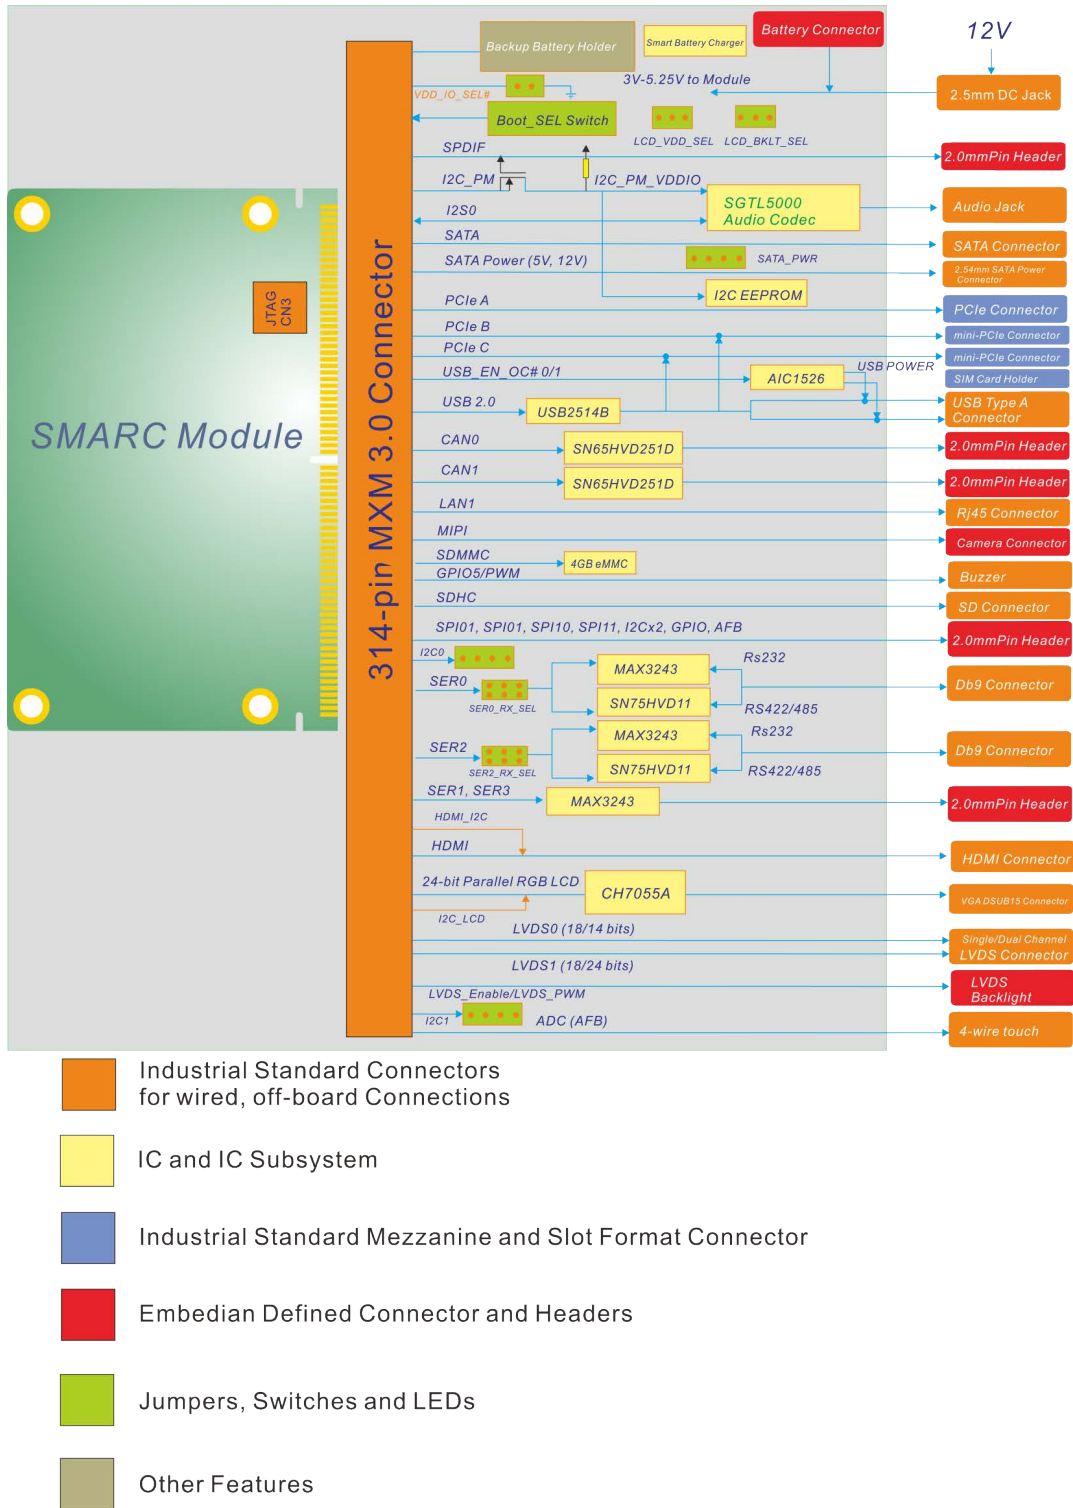 12V
Battery Connector
Smart Battery Charger
Backup Battery Holder
3V-5.25V to Module
2.5mm DC Jack
VDD_IO_SEL#
Boot_SEL Switch
LCD_VDD_SEL
LCD_BKLT_SEL
SPDIF
2.0mmPin Header
I2C_PM
I2C_PM_VDDIO
SGTL5000
Audio Codec
Audio Jack
I2S0
SATA
SATA Connector
SATA Power (5V, 12V)
SATA_PWR
2.54mm SATA Power
Connector
I2C EEPROM
PCIe A
PCIe Connector
PCIe B
mini-PCIe Connector
PCIe C
mini-PCIe Connector
USB_EN_OC# 0/1
AIC1526
USB POWER
SIM Card Holder
USB 2.0
USB2514B
USB Type A
Connector
CAN0
SN65HVD251D
2.0mmPin Header
CAN1
SN65HVD251D
2.0mmPin Header
LAN1
Rj45 Connector
MIPI
Camera Connector
SDMMC
4GB eMMC
GPIO5/PWM
Buzzer
SDHC
SD Connector
SPI01, SPI01, SPI10, SPI11, I2Cx2, GPIO, AFB
2.0mmPin Header
I2C0
SER0
SER0_RX_SEL
MAX3243
Rs232
SN75HVD11
RS422/485
Db9 Connector
SER2
SER2_RX_SEL
MAX3243
Rs232
SN75HVD11
RS422/485
Db9 Connector
SER1, SER3
MAX3243
2.0mmPin Header
HDMI_I2C
HDMI
HDMI Connector
24-bit Parallel RGB LCD
CH7055A
VGA DSUB15 Connector
I2C_LCD
LVDS0 (18/14 bits)
Single/Dual Channel
LVDS Connector
LVDS1 (18/24 bits)
LVDS_Enable/LVDS_PWM
LVDS
Backlight
I2C1
ADC (AFB)
4-wire touch
SMARC Module
JTAG
CN3
314-pin MXM 3.0 Connector
Industrial Standard Connectors
for wired, off-board Connections
IC and IC Subsystem
Industrial Standard Mezzanine and Slot Format Connector
Embedian Defined Connector and Headers
Jumpers, Switches and LEDs
Other Features